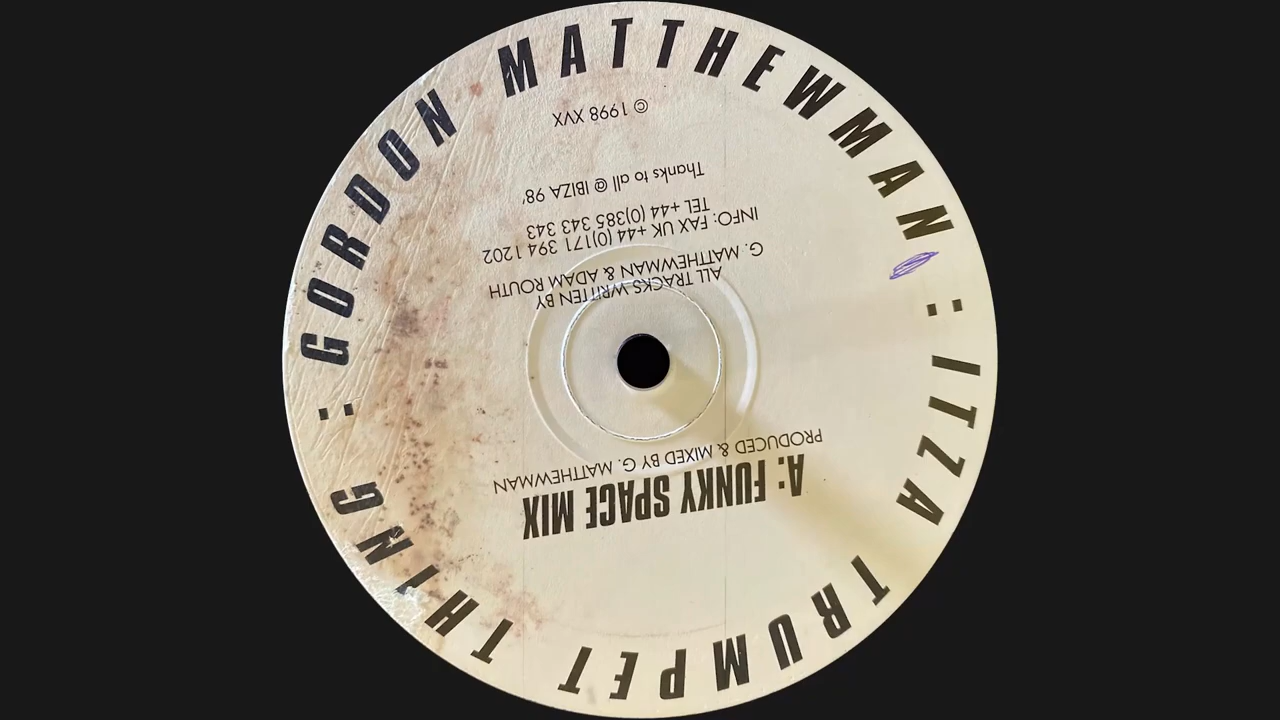 GORDON MATTHEWMAN : ITZA TRUMPET THING :
A: FUNKY SPACE MIX
PRODUCED & MIXED BY G. MATTHEWMAN
ALL TRACKS WRITTEN BY
G. MATTHEWMAN & ADAM ROUTH
INFO: FAX UK +44 (0)171 394 1202
TEL +44 (0)385 343 343
Thanks to all @ IBIZA 98'
© 1998 XVX